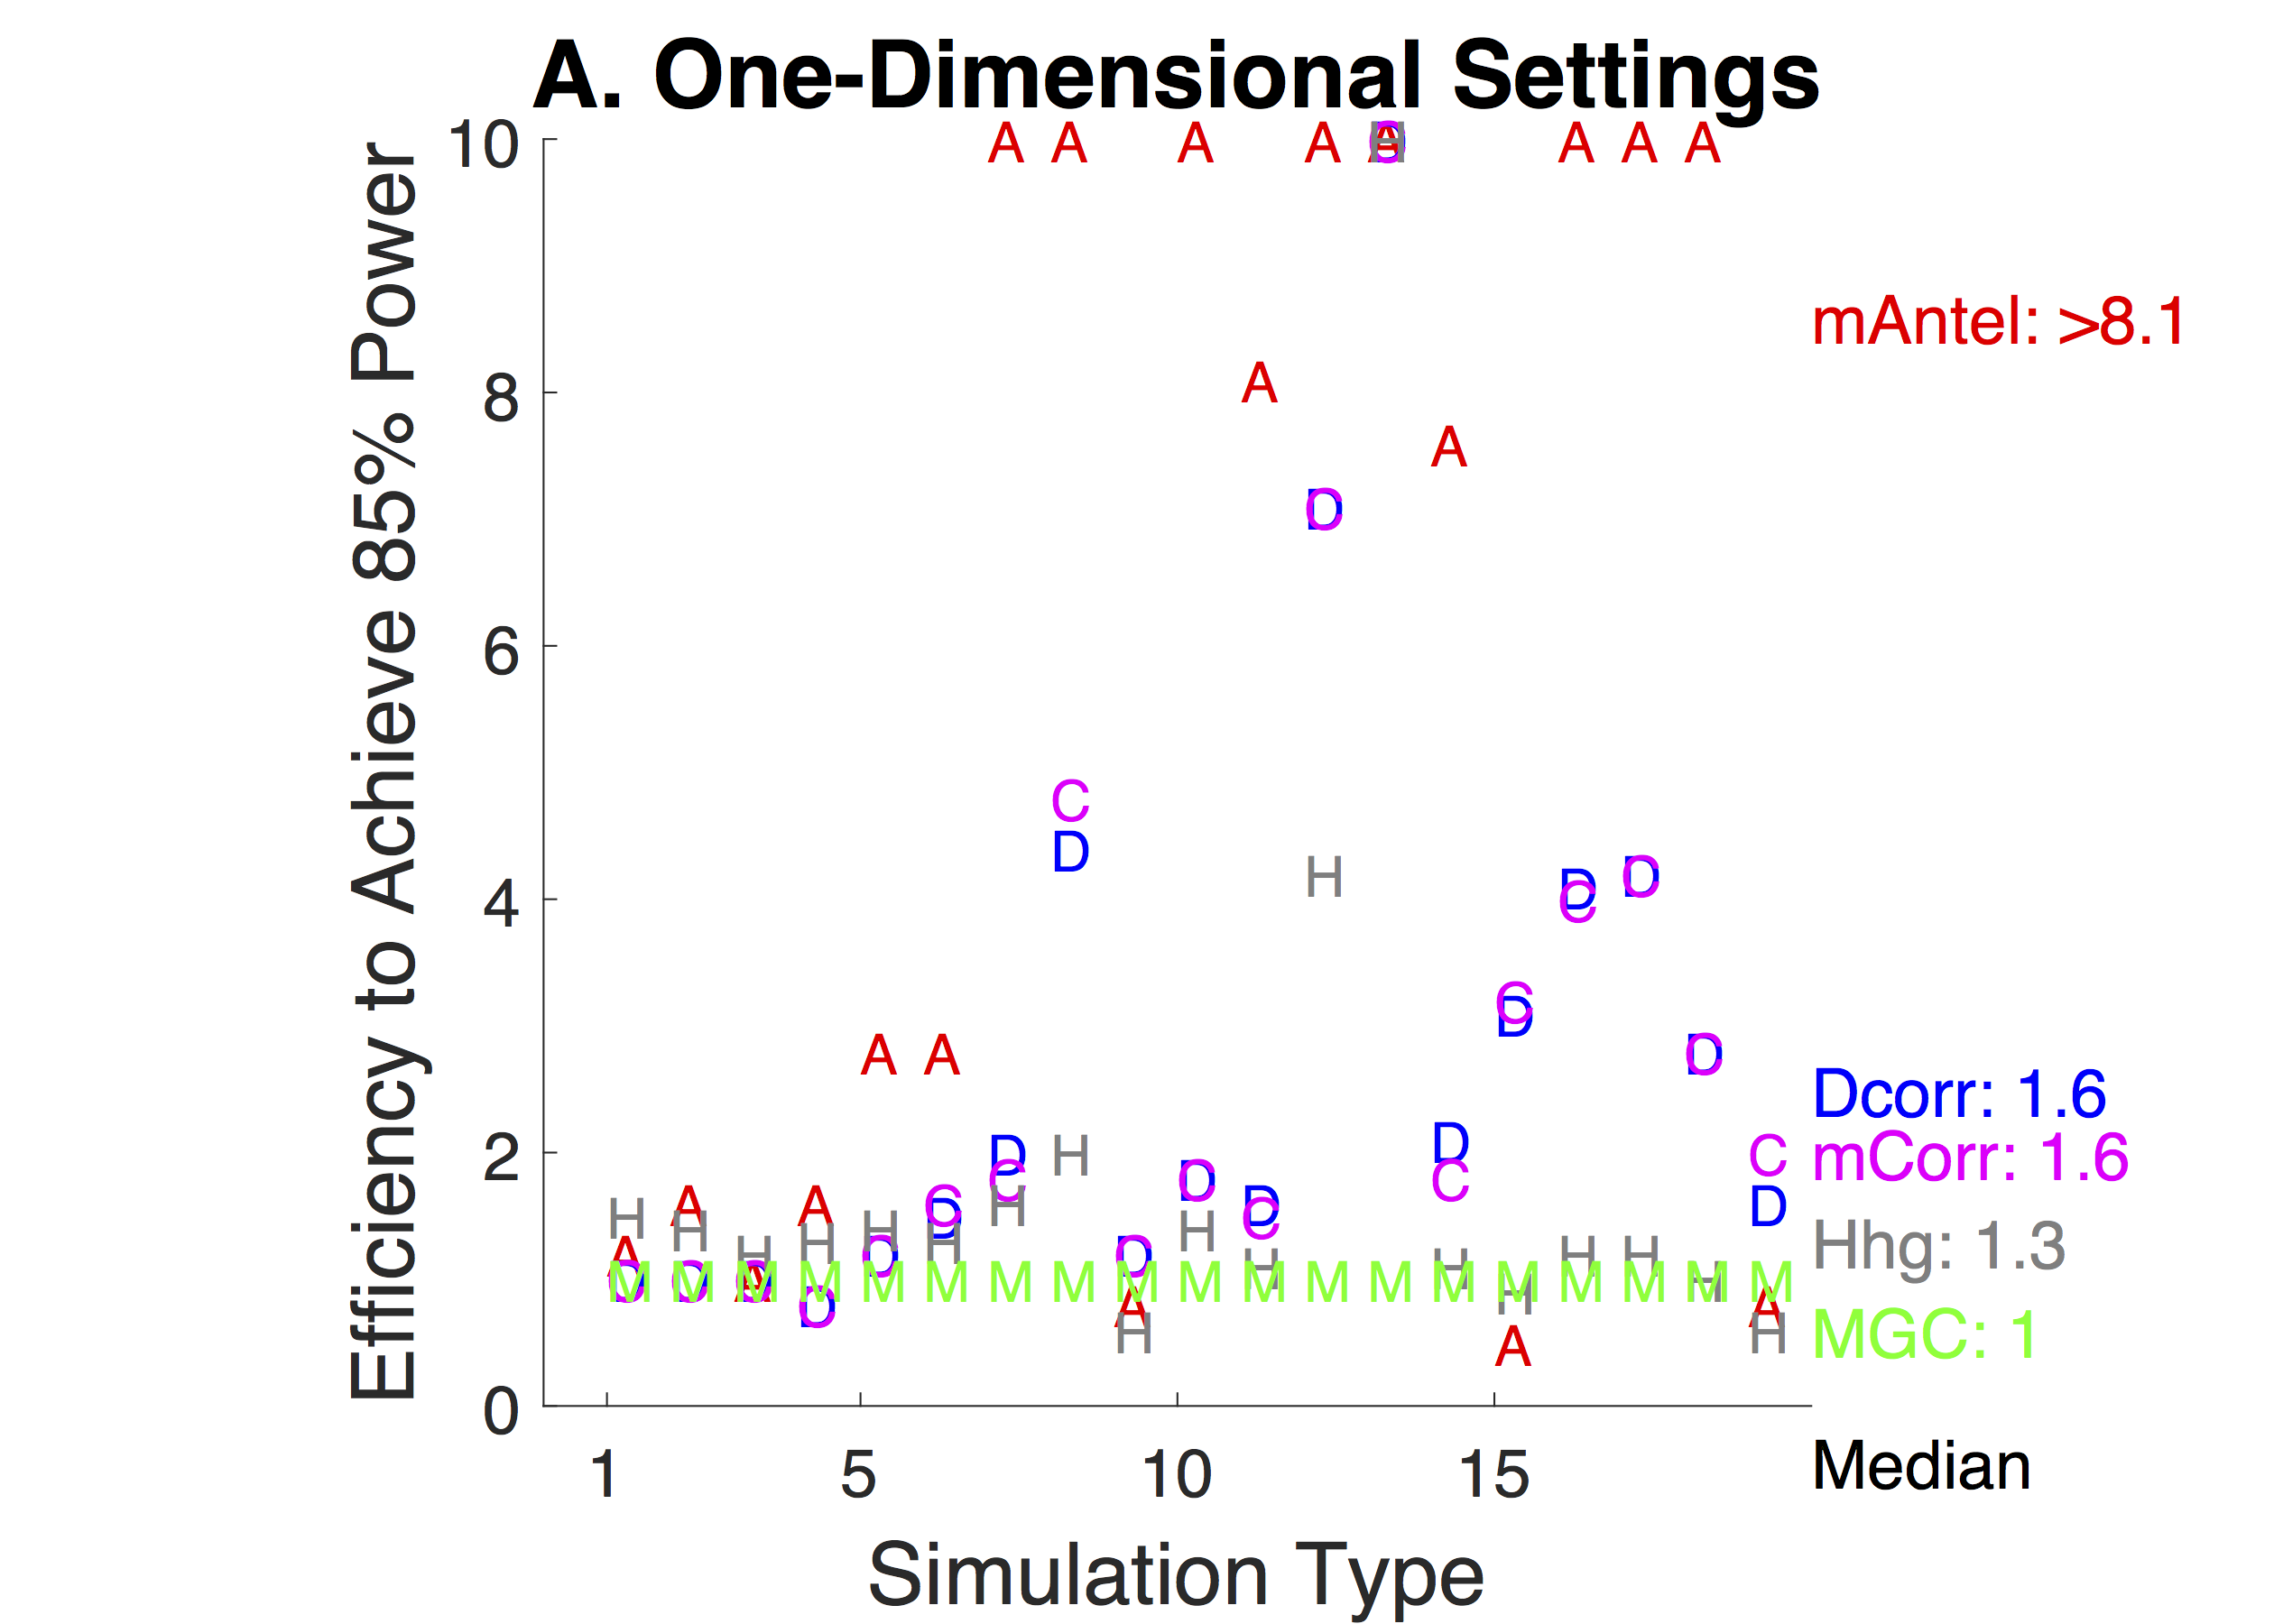 A. One-Dimensional Settings
Efficiency to Achieve 85% Power
10
8
6
4
2
0
A A A A A A A A
D C H
A
A
D C
C
D
H
D C
D C
C D
A A
D C
D H
D C
C
H A H A H H H C D C H D C H D C H C D
A H
M M M M M M M M M M M M M M M M M M M
D C A H H A A H
mAntel: >8.1
Dcorr: 1.6
mCorr: 1.6
Hhg: 1.3
MGC: 1
1 5 10 15 Median
Simulation Type